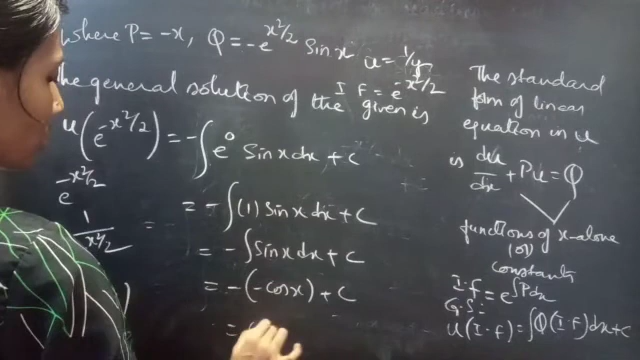 where P = -x, Q = -e^{x²/2} Sin x u = 1/y
the general solution of the given is
I F = e^{-x²/2}
u(e^{-x²/2}) = -∫e⁰ Sin x dx + c
e^{-x²/2}
= -∫(1) Sin x dx + c
1
x²/2
=
= -∫Sin x dx + c
= -(-cos x) + c
=
The standard
form of linear
equation in u
is du/dx + Pu = Q
functions of x-alone
(or)
constants
I.f = e^{∫Pdx}
G.S:-
u(I.f) = ∫Q(I.f)dx + c